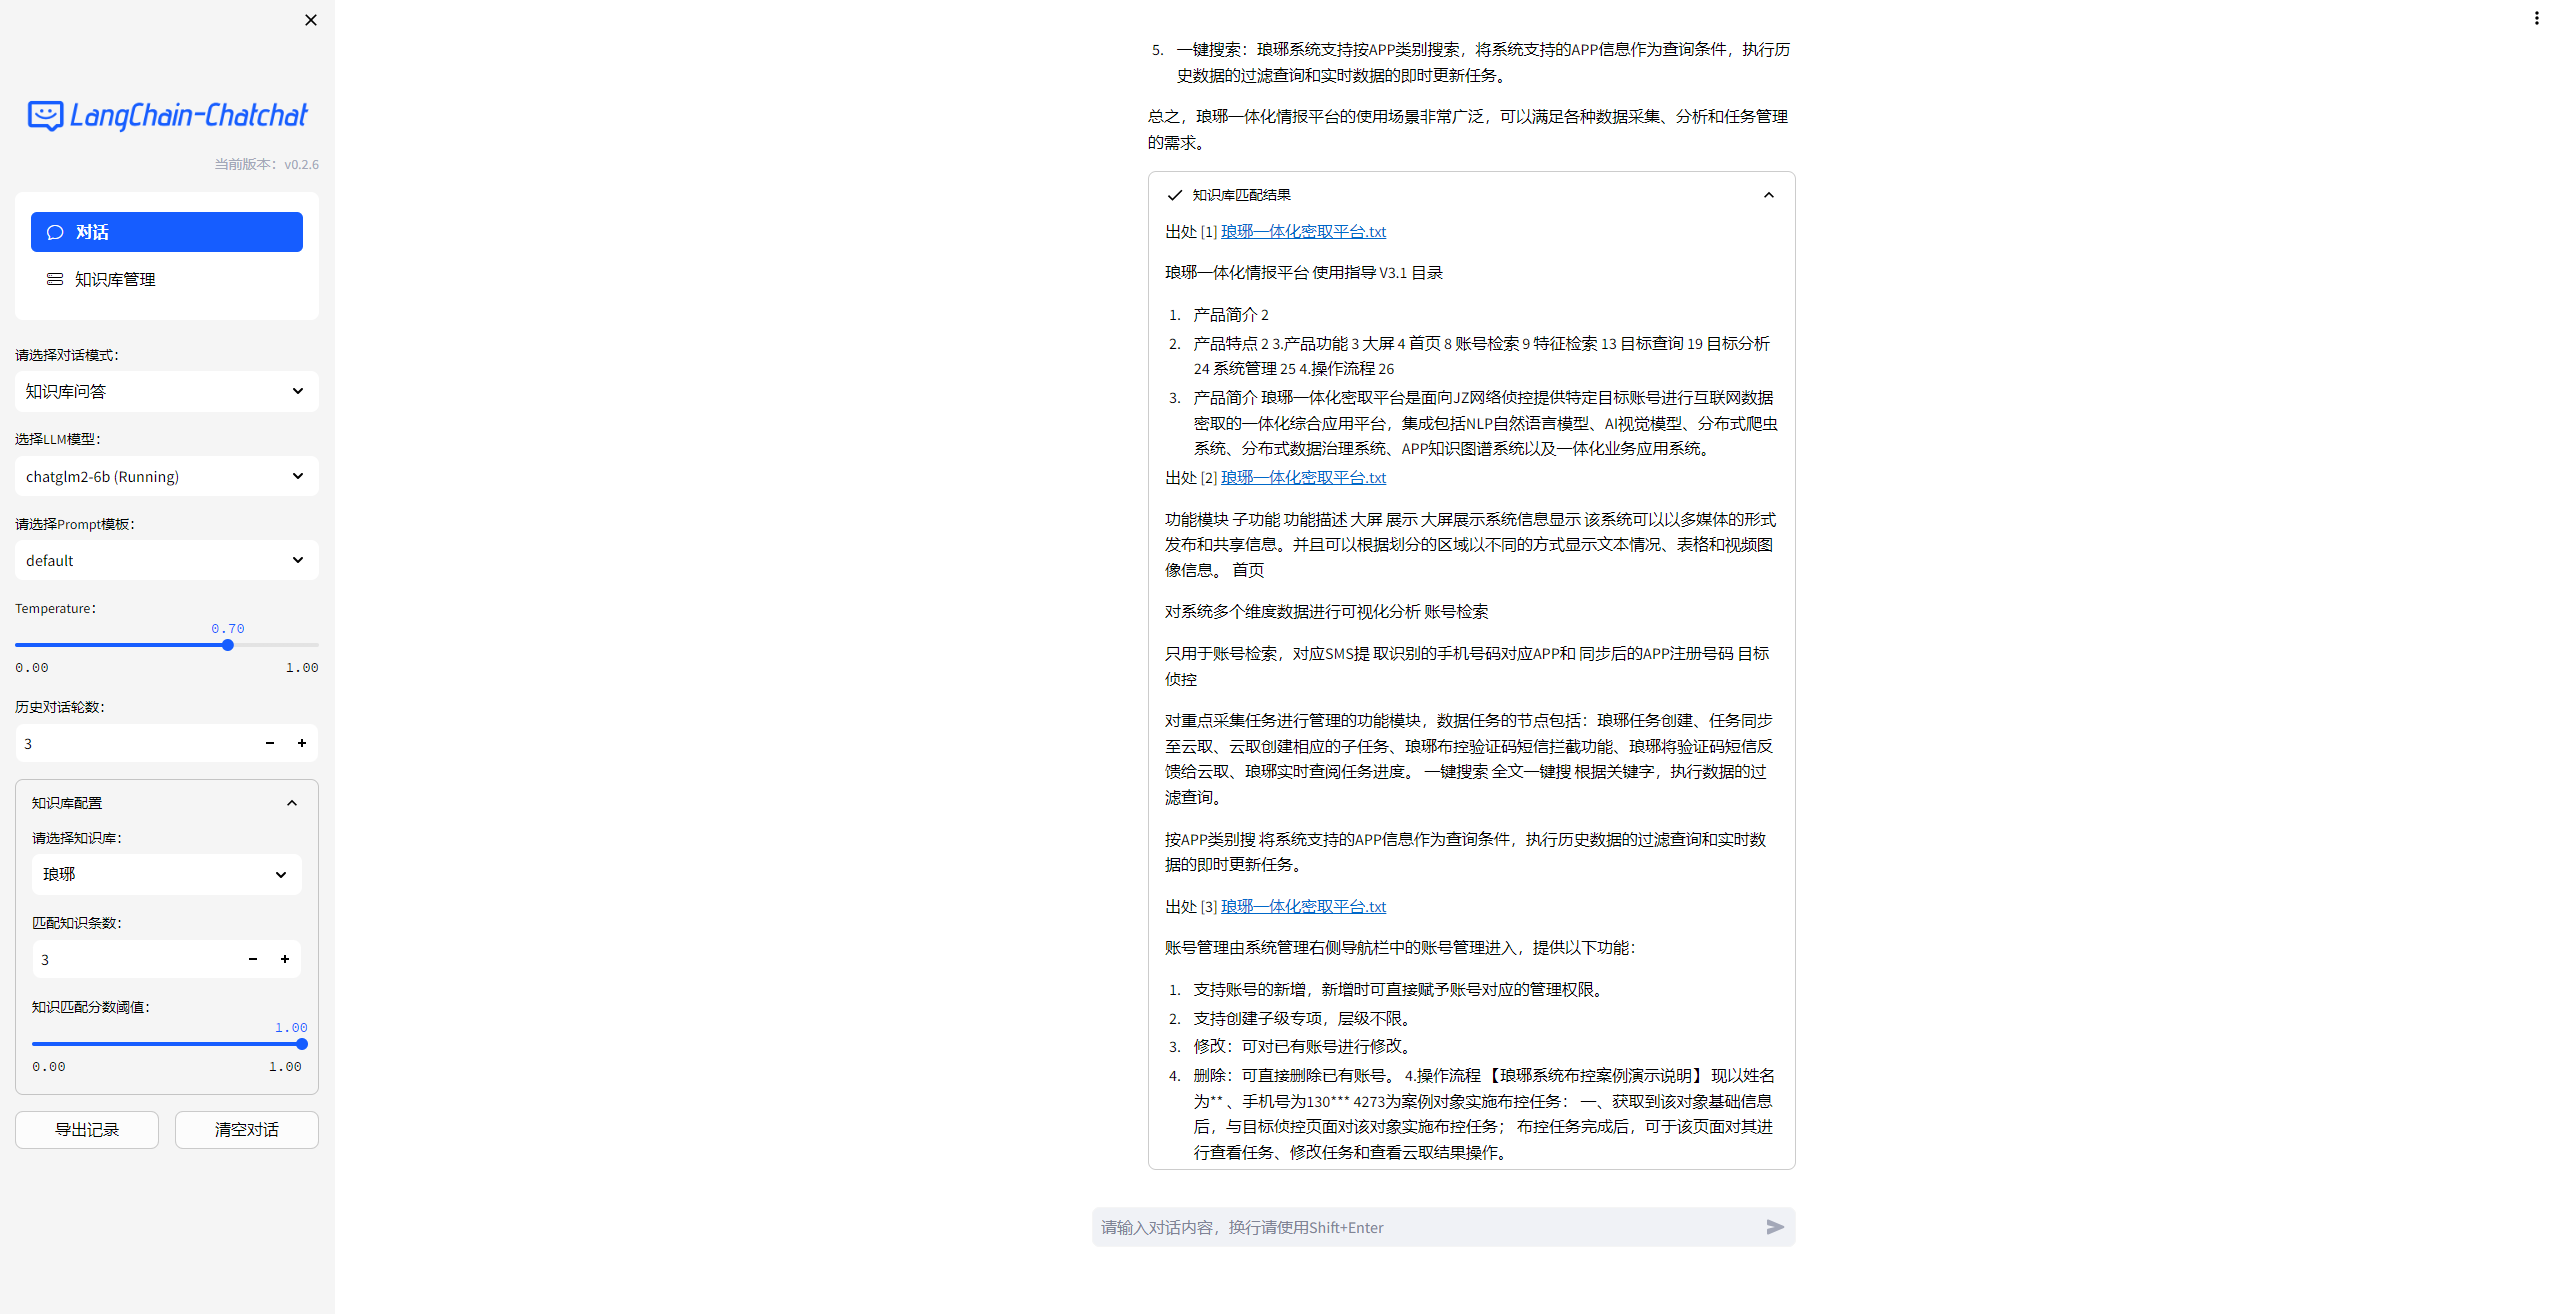 LangChain-Chatchat
当前版本：v0.2.6
对话
知识库管理
请选择对话模式：
知识库问答
选择LLM模型：
chatglm2-6b (Running)
请选择Prompt模板：
default
Temperature：
0.70
0.00 1.00
历史对话轮数：
3
知识库配置
请选择知识库：
琅琊
匹配知识条数：
3
知识匹配分数阈值：
1.00
0.00 1.00
导出记录 清空对话
5. 一键搜索：琅琊系统支持按APP类别搜索，将系统支持的APP信息作为查询条件，执行历
史数据的过滤查询和实时数据的即时更新任务。
总之，琅琊一体化情报平台的使用场景非常广泛，可以满足各种数据采集、分析和任务管理
的需求。
知识库匹配结果
出处 [1] 琅琊一体化密取平台.txt
琅琊一体化情报平台 使用指导 V3.1 目录
1. 产品简介 2
2. 产品特点 2 3.产品功能 3 大屏 4 首页 8 账号检索 9 特征检索 13 目标查询 19 目标分析
24 系统管理 25 4.操作流程 26
3. 产品简介 琅琊一体化密取平台是面向JZ网络侦控提供特定目标账号进行互联网数据
密取的一体化综合应用平台，集成包括NLP自然语言模型、AI视觉模型、分布式爬虫
系统、分布式数据治理系统、APP知识图谱系统以及一体化业务应用系统。
出处 [2] 琅琊一体化密取平台.txt
功能模块 子功能 功能描述 大屏 展示 大屏展示系统信息显示 该系统可以以多媒体的形式
发布和共享信息。并且可以根据划分的区域以不同的方式显示文本情况、表格和视频图
像信息。 首页
对系统多个维度数据进行可视化分析 账号检索
只用于账号检索，对应SMS提 取识别的手机号码对应APP和 同步后的APP注册号码 目标
侦控
对重点采集任务进行管理的功能模块，数据任务的节点包括：琅琊任务创建、任务同步
至云取、云取创建相应的子任务、琅琊布控验证码短信拦截功能、琅琊将验证码短信反
馈给云取、琅琊实时查阅任务进度。 一键搜索 全文一键搜 根据关键字，执行数据的过
滤查询。
按APP类别搜 将系统支持的APP信息作为查询条件，执行历史数据的过滤查询和实时数
据的即时更新任务。
出处 [3] 琅琊一体化密取平台.txt
账号管理由系统管理右侧导航栏中的账号管理进入，提供以下功能：
1. 支持账号的新增，新增时可直接赋予账号对应的管理权限。
2. 支持创建子级专项，层级不限。
3. 修改：可对已有账号进行修改。
4. 删除：可直接删除已有账号。 4.操作流程 【琅琊系统布控案例演示说明】 现以姓名
为** 、手机号为130*** 4273为案例对象实施布控任务： 一、获取到该对象基础信息
后，与目标侦控页面对该对象实施布控任务； 布控任务完成后，可于该页面对其进
行查看任务、修改任务和查看云取结果操作。
请输入对话内容，换行请使用Shift+Enter